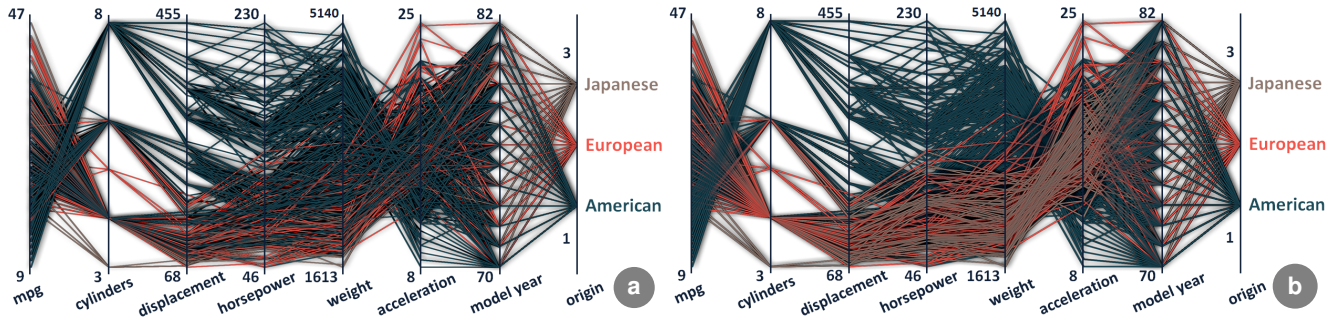 47 8 455 230 5140 25 82
3
Japanese
European
American
1
9 3 68 46 1613 8 70
mpg cylinders displacement horsepower weight acceleration model year origin
a
47 8 455 230 5140 25 82
3
Japanese
European
American
1
9 3 68 46 1613 8 70
mpg cylinders displacement horsepower weight acceleration model year origin
b